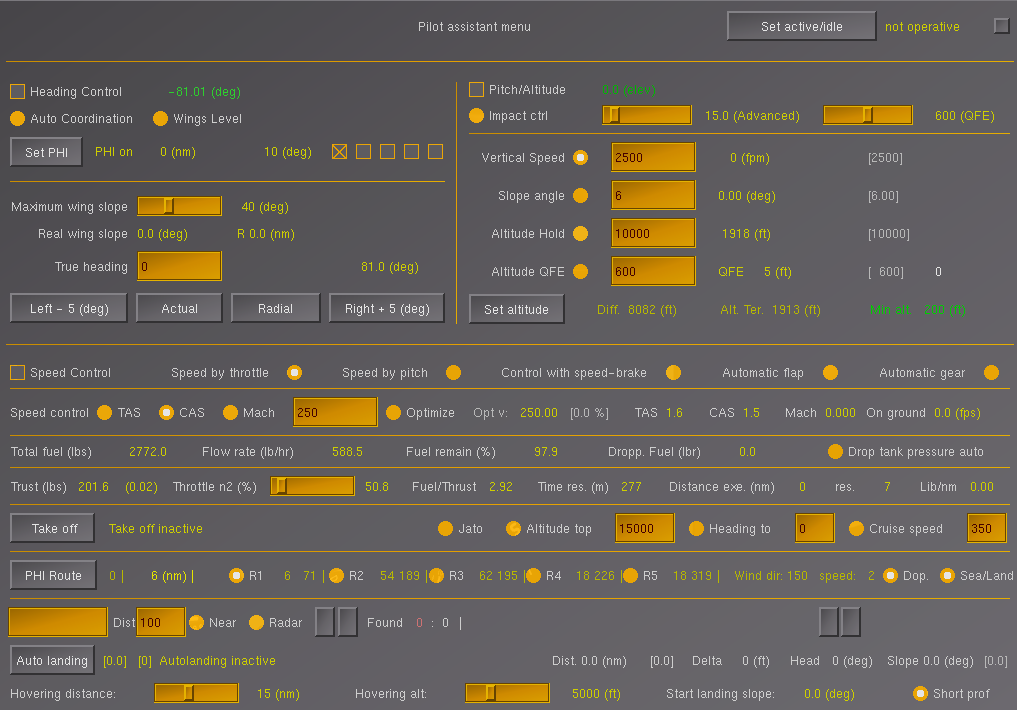 Pilot assistant menu Set active/idle not operative
Heading Control -81.01 (deg)
Auto Coordination Wings Level
Set PHI PHI on 0 (nm) 10 (deg)
Maximum wing slope 40 (deg)
Real wing slope 0.0 (deg) R 0.0 (nm)
True heading 0 81.0 (deg)
Left - 5 (deg) Actual Radial Right + 5 (deg)
Pitch/Altitude 0.0 (elev)
Impact ctrl 15.0 (Advanced) 600 (QFE)
Vertical Speed 2500 0 (fpm) [2500]
Slope angle 6 0.00 (deg) [6.00]
Altitude Hold 10000 1918 (ft) [10000]
Altitude QFE 600 QFE 5 (ft) [ 600] 0
Set altitude Diff. 8082 (ft) Alt. Ter. 1913 (ft) Min alt 200 (ft)
Speed Control Speed by throttle Speed by pitch Control with speed-brake Automatic flap Automatic gear
Speed control TAS CAS Mach 250 Optimize Opt v: 250.00 [0.0 %] TAS 1.6 CAS 1.5 Mach 0.000 On ground 0.0 (fps)
Total fuel (lbs) 2772.0 Flow rate (lb/hr) 588.5 Fuel remain (%) 97.9 Dropp. Fuel (lbr) 0.0 Drop tank pressure auto
Trust (lbs) 201.6 (0.02) Throttle n2 (%) 50.8 Fuel/Thrust 2.92 Time res. (m) 277 Distance exe. (nm) 0 res. 7 Lib/nm 0.00
Take off Take off inactive Jato Altitude top 15000 Heading to 0 Cruise speed 350
PHI Route 0 | 6 (nm) | R1 6 71 | R2 54 189 | R3 62 195 | R4 18 226 | R5 18 319 | Wind dir: 150 speed: 2 Dop. Sea/Land
Dist 100 Near Radar Found 0 : 0 |
Auto landing [0.0] [0] Autolanding inactive Dist. 0.0 (nm) [0.0] Delta 0 (ft) Head 0 (deg) Slope 0.0 (deg) [0.0]
Hovering distance: 15 (nm) Hovering alt: 5000 (ft) Start landing slope: 0.0 (deg) Short prof